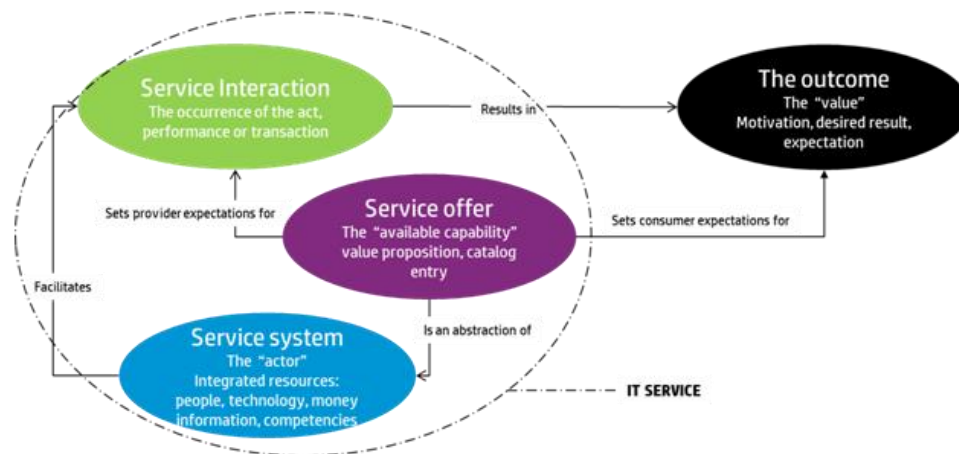 Service Interaction
The occurrence of the act,
performance or transaction
The outcome
The "value"
Motivation, desired result,
expectation
Results in
Sets provider expectations for
Service offer
The "available capability"
value proposition, catalog
entry
Sets consumer expectations for
Facilitates
Is an abstraction of
Service system
The "actor"
Integrated resources:
people, technology, money
information, competencies
IT SERVICE